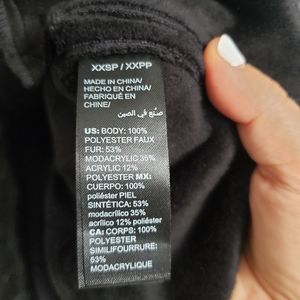 XXSP / XXPP
MADE IN CHINA/
HECHO EN CHINA/
FABRIQUÉ EN
CHINE/
صنع في الصين
US: BODY: 100%
POLYESTER FAUX
FUR: 53%
MODACRYLIC 35%
ACRYLIC 12%
POLYESTER MX:
CUERPO: 100%
poliéster PIEL
SINTÉTICA: 53%
modacrílico 35%
acrílico 12% poliéster
CA: CORPS: 100%
POLYESTER
SIMILIFOURRURE:
53%
MODACRYLIQUE